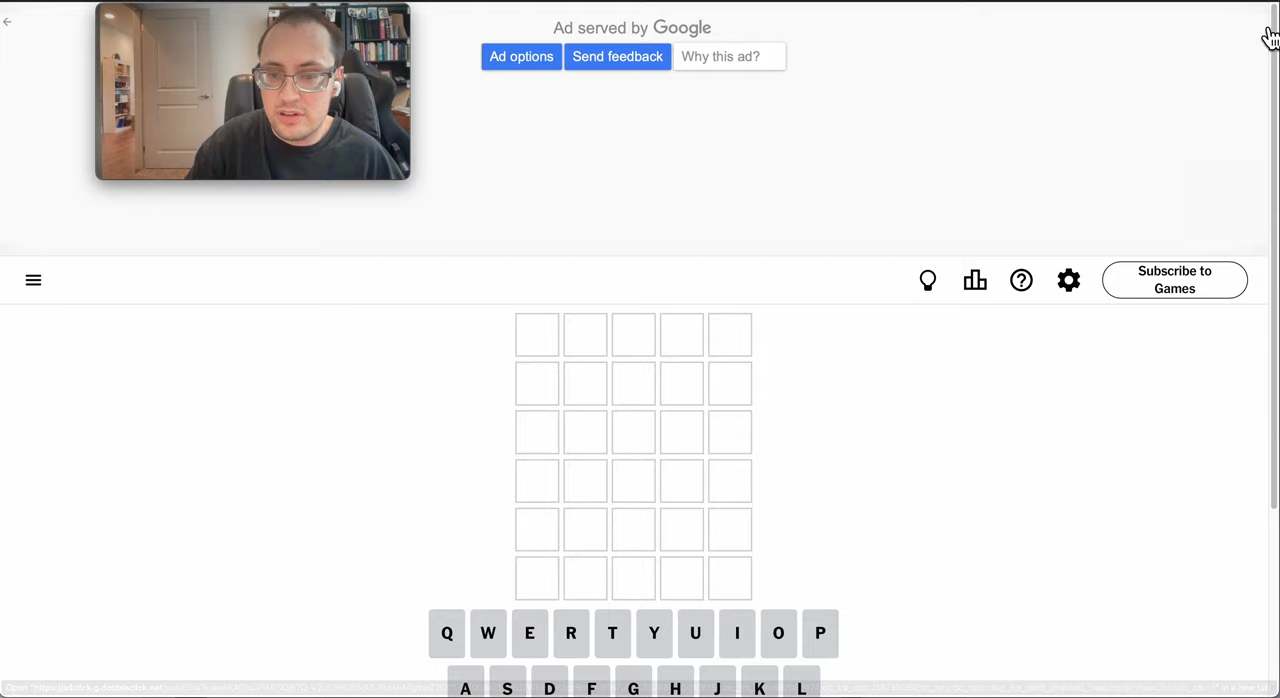 Ad served by Google
Ad options Send feedback Why this ad?
Subscribe to
Games
Q W E R T Y U I O P
A S D F G H J K L